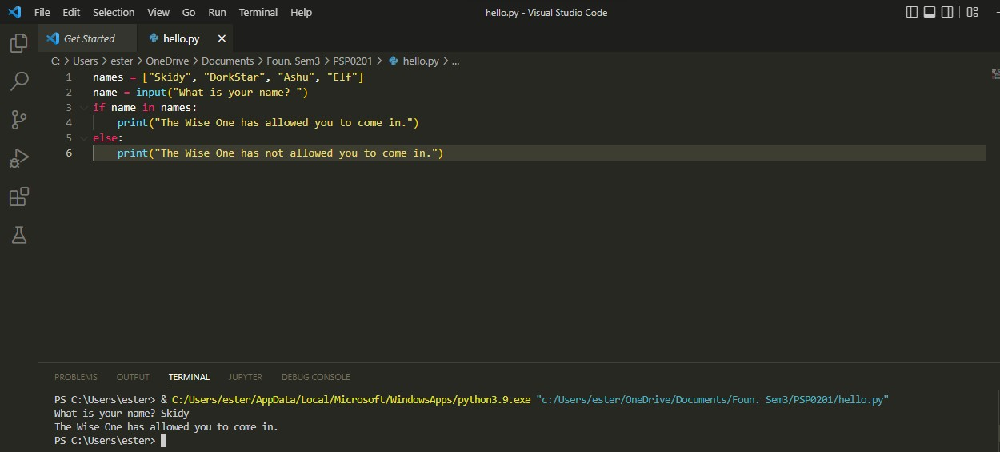 File Edit Selection View Go Run Terminal Help hello.py - Visual Studio Code
Get Started hello.py
C: > Users > ester > OneDrive > Documents > Foun. Sem3 > PSP0201 > hello.py > ...
1 names = ["Skidy", "DorkStar", "Ashu", "Elf"]
2 name = input("What is your name? ")
3 if name in names:
4     print("The Wise One has allowed you to come in.")
5 else:
6     print("The Wise One has not allowed you to come in.")
PROBLEMS OUTPUT TERMINAL JUPYTER DEBUG CONSOLE
PS C:\Users\ester> & C:/Users/ester/AppData/Local/Microsoft/WindowsApps/python3.9.exe "c:/Users/ester/OneDrive/Documents/Foun. Sem3/PSP0201/hello.py"
What is your name? Skidy
The Wise One has allowed you to come in.
PS C:\Users\ester>